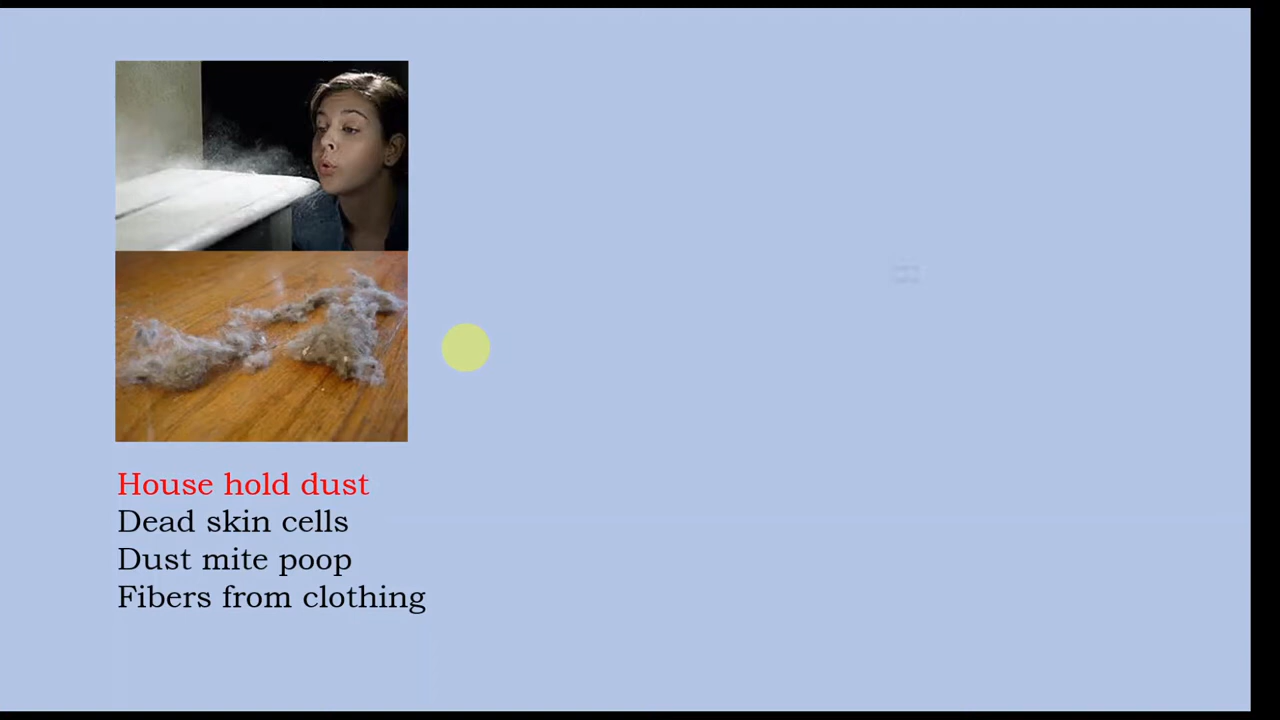 House hold dust
Dead skin cells
Dust mite poop
Fibers from clothing